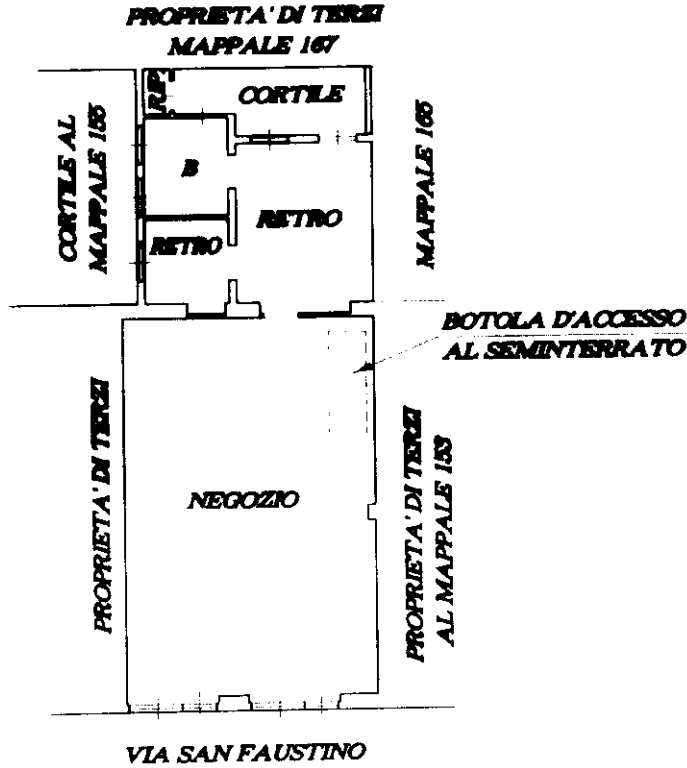 PROPRIETA' DI TERZI
MAPPALE 167
RIP.
CORTILE
CORTILE AL
MAPPALE 155
B
RETRO
RETRO
MAPPALE 165
BOTOLA D'ACCESSO
AL SEMINTERRATO
PROPRIETA' DI TERZI
NEGOZIO
PROPRIETA' DI TERZI
AL MAPPALE 153
VIA SAN FAUSTINO